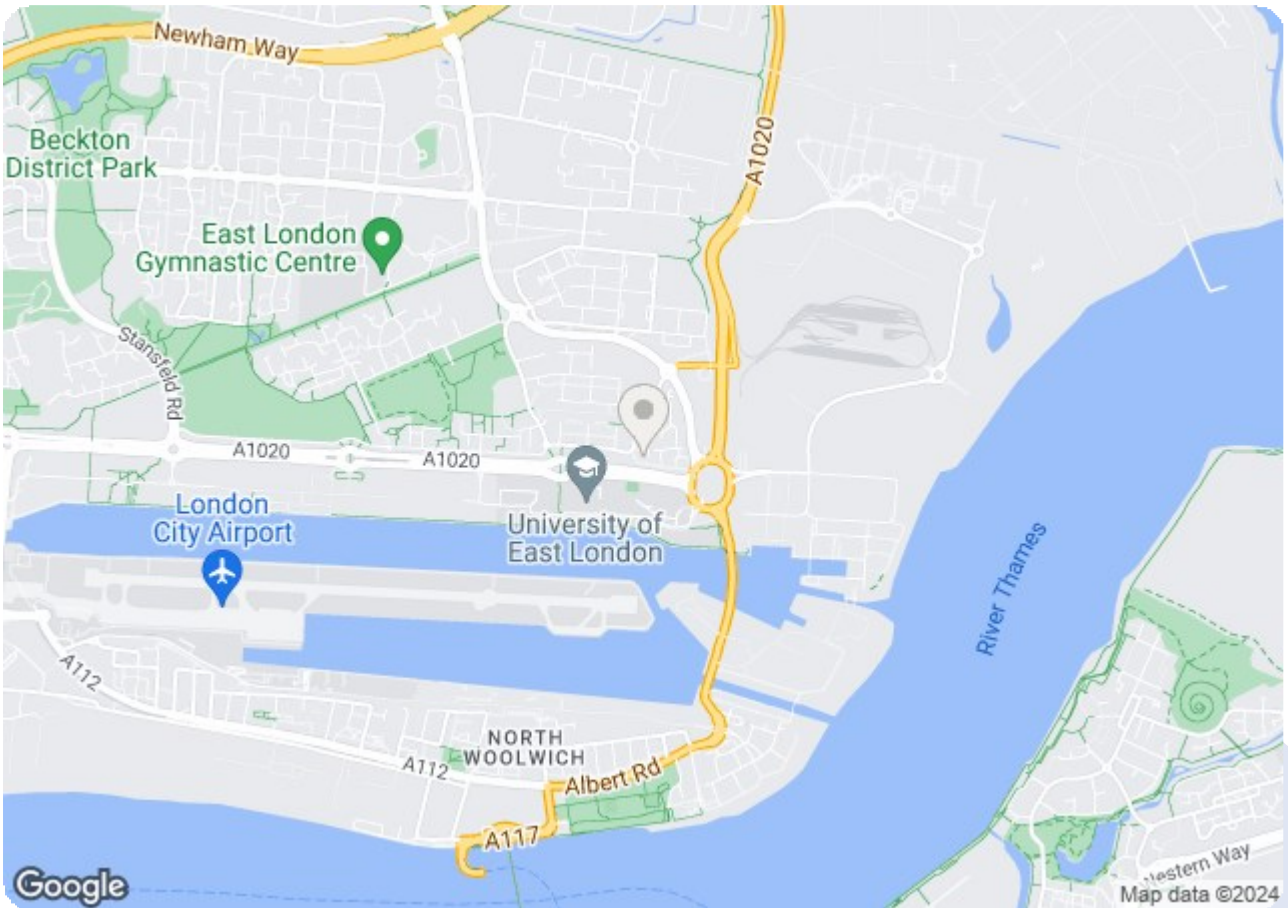 Newham Way
A1020
Beckton
District Park
East London
Gymnastic Centre
Stansfeld Rd
A1020
A1020
London
City Airport
University of
East London
River Thames
A112
NORTH
WOOLWICH
A112
Albert Rd
A117
Western Way
Google
Map data ©2024